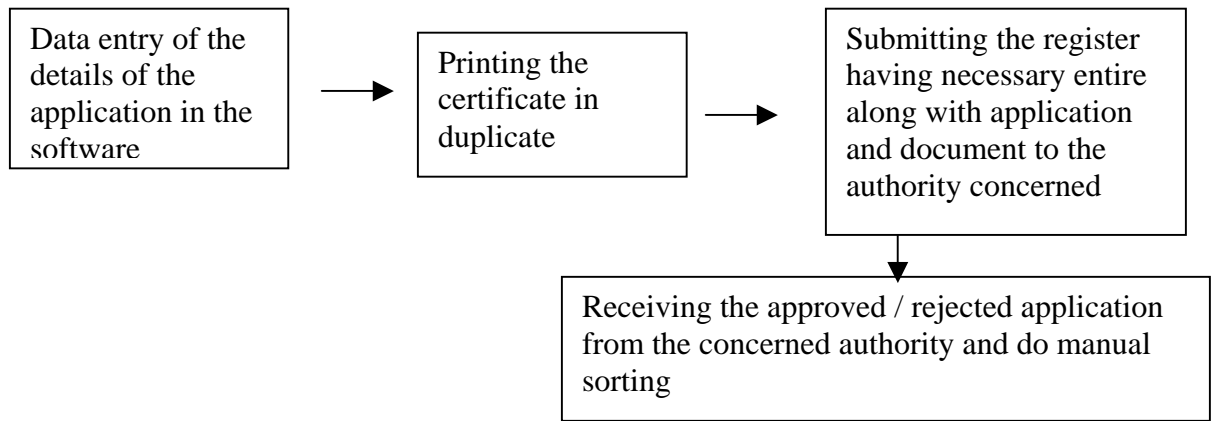 Data entry of the
details of the
application in the
software
Printing the
certificate in
duplicate
Submitting the register
having necessary entire
along with application
and document to the
authority concerned
Receiving the approved / rejected application
from the concerned authority and do manual
sorting